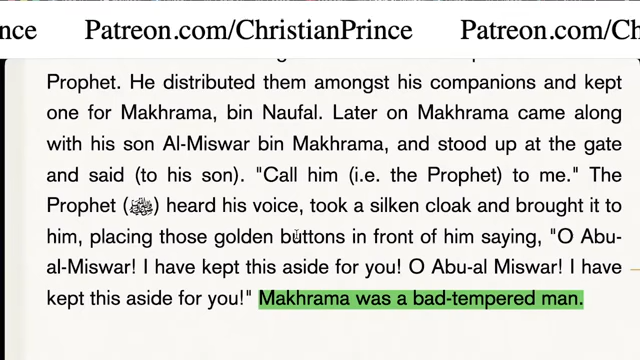 nce Patreon.com/ChristianPrince Patreon.com/Ch
Prophet. He distributed them amongst his companions and kept
one for Makhrama, bin Naufal. Later on Makhrama came along
with his son Al-Miswar bin Makhrama, and stood up at the gate
and said (to his son). "Call him (i.e. the Prophet) to me." The
Prophet (ﷺ) heard his voice, took a silken cloak and brought it to
him, placing those golden buttons in front of him saying, "O Abu-
al-Miswar! I have kept this aside for you! O Abu-al Miswar! I have
kept this aside for you!" Makhrama was a bad-tempered man.